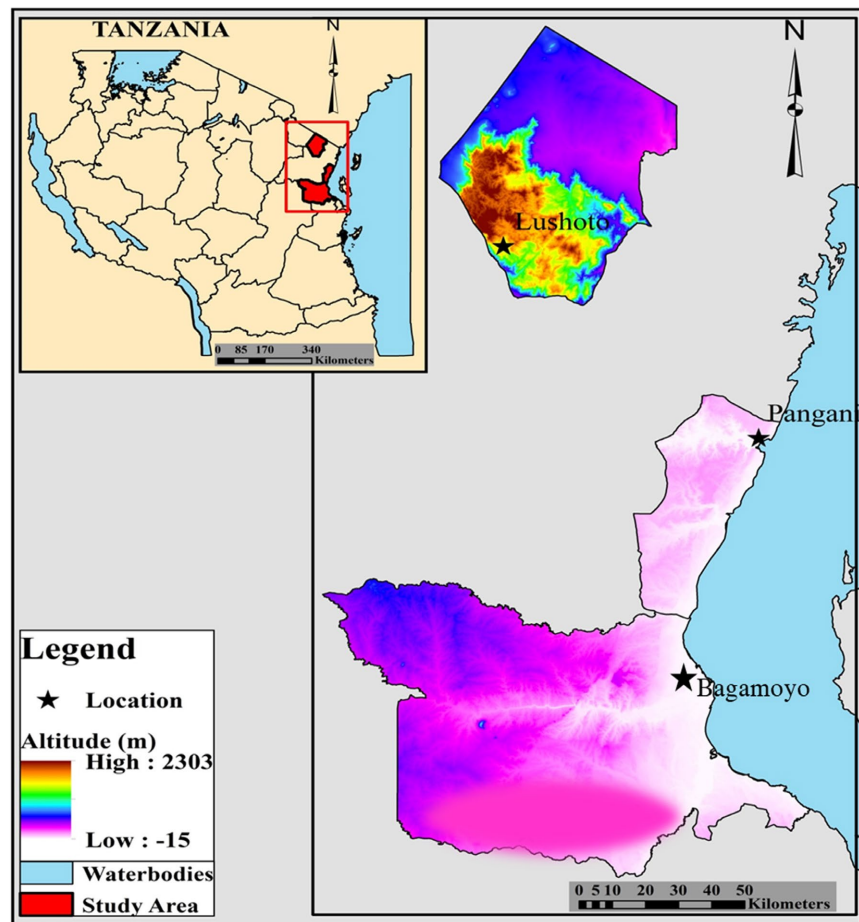 TANZANIA
N
0 85 170 340
Kilometers
N
Lushoto
Pangani
Bagamoyo
s
Legend
Location
Altitude (m)
High : 2303
Low : -15
Waterbodies
Study Area
0 5 10 20 30 40 50
Kilometers